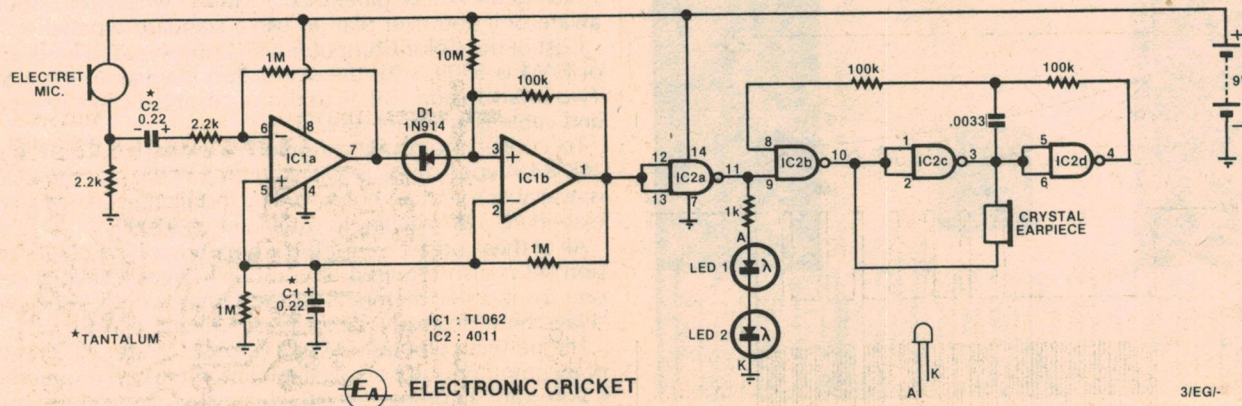 ELECTRET
MIC.
C2
★
0.22
- +
2.2k
2.2k
1M
6
-
5
+
8
4
7
IC1a
D1
1N914
10M
100k
3
+
2
-
1
IC1b
1M
1M
★
C1
0.22
+
-
★TANTALUM
IC1 : TL062
IC2 : 4011
12
13
14
7
11
IC2a
1k
A
LED 1
λ
LED 2
λ
K
8
9
10
IC2b
100k
1
2
3
IC2c
.0033
100k
5
6
4
IC2d
CRYSTAL
EARPIECE
+
9V
-
A
K
EA ELECTRONIC CRICKET
3/EG/-